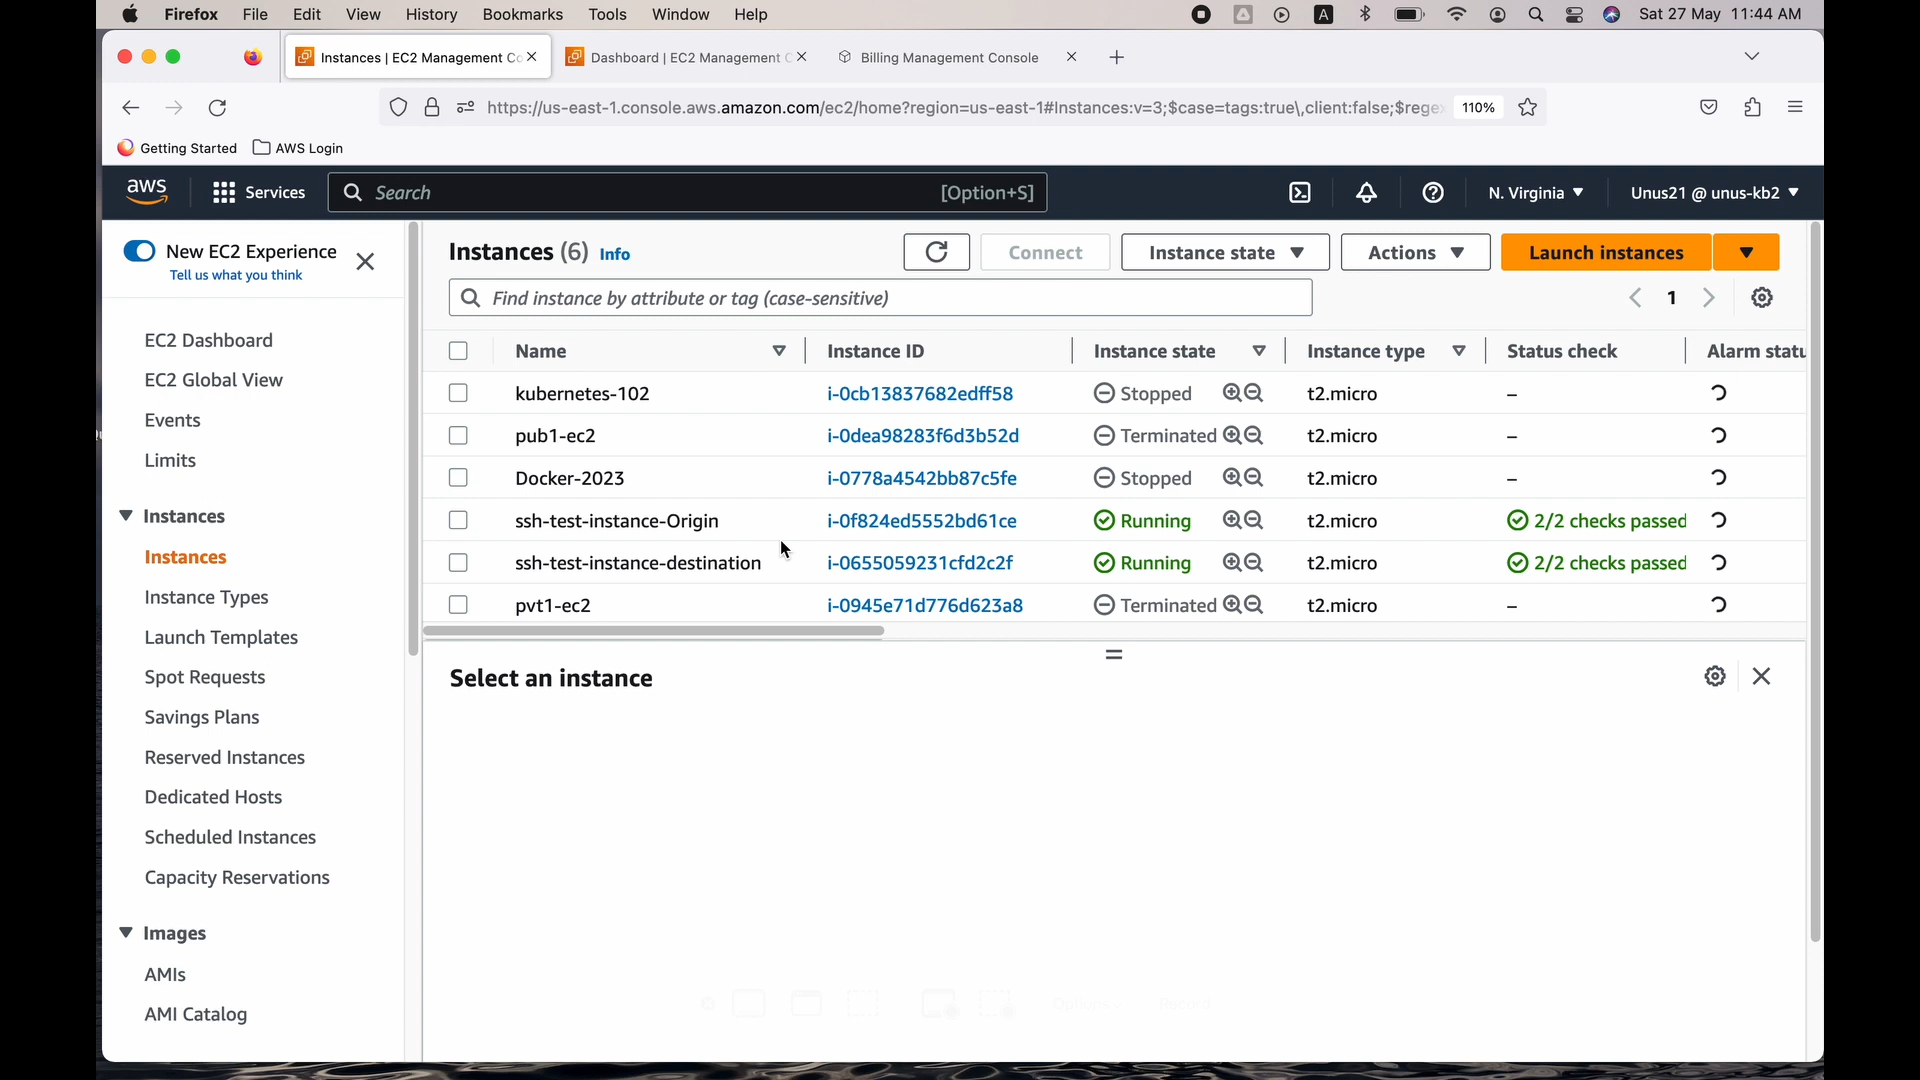 Firefox File Edit View History Bookmarks Tools Window Help A Sat 27 May 11:44 AM
Instances | EC2 Management Co Dashboard | EC2 Management C Billing Management Console
https://us-east-1.console.aws.amazon.com/ec2/home?region=us-east-1#Instances:v=3;$case=tags:true\,client:false;$rege 110%
Getting Started AWS Login
aws Services Search [Option+S] N. Virginia Unus21 @ unus-kb2
New EC2 Experience
Tell us what you think
EC2 Dashboard
EC2 Global View
Events
Limits
Instances
Instances
Instance Types
Launch Templates
Spot Requests
Savings Plans
Reserved Instances
Dedicated Hosts
Scheduled Instances
Capacity Reservations
Images
AMIs
AMI Catalog
Instances (6) Info Connect Instance state Actions Launch instances
Find instance by attribute or tag (case-sensitive) 1
Name Instance ID Instance state Instance type Status check Alarm statu
kubernetes-102 i-0cb13837682edff58 Stopped t2.micro –
pub1-ec2 i-0dea98283f6d3b52d Terminated t2.micro –
Docker-2023 i-0778a4542bb87c5fe Stopped t2.micro –
ssh-test-instance-Origin i-0f824ed5552bd61ce Running t2.micro 2/2 checks passed
ssh-test-instance-destination i-0655059231cfd2c2f Running t2.micro 2/2 checks passed
pvt1-ec2 i-0945e71d776d623a8 Terminated t2.micro –
Select an instance